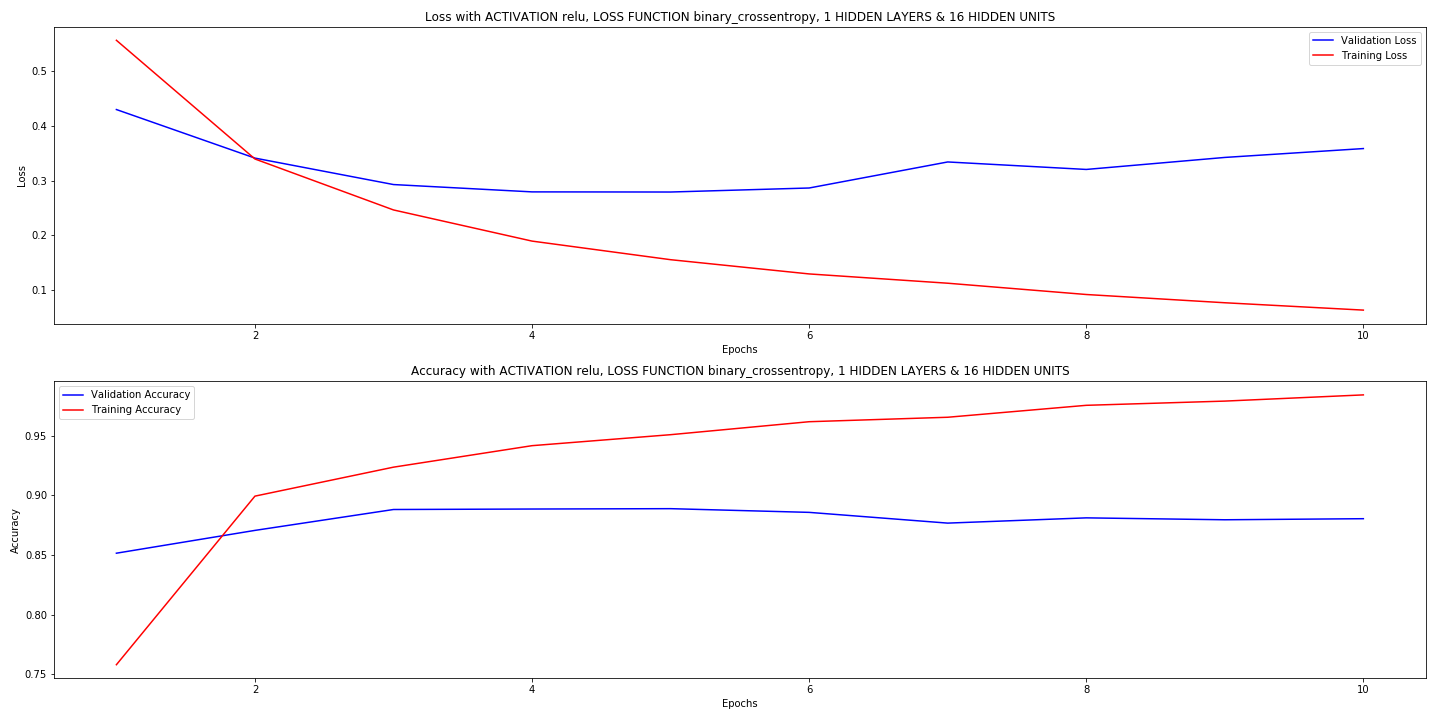 Loss with ACTIVATION relu, LOSS FUNCTION binary_crossentropy, 1 HIDDEN LAYERS & 16 HIDDEN UNITS
Validation Loss
Training Loss
0.5
0.4
0.3
0.2
0.1
Loss
2
4
6
8
10
Epochs
Accuracy with ACTIVATION relu, LOSS FUNCTION binary_crossentropy, 1 HIDDEN LAYERS & 16 HIDDEN UNITS
Validation Accuracy
Training Accuracy
0.95
0.90
0.85
0.80
0.75
Accuracy
2
4
6
8
10
Epochs